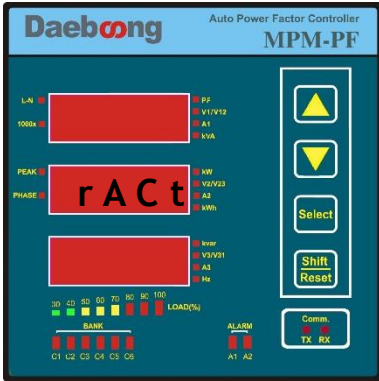 Daeboong
Auto Power Factor Controller
MPM-PF
L-N
1000x
PF
V1/V12
A1
kVA
PEAK
PHASE
r A C t
kW
V2/V23
A2
kWh
kvar
V3/V31
A3
Hz
Select
Shift
Reset
30 40 50 60 70 80 90 100
LOAD(%)
BANK
C1 C2 C3 C4 C5 C6
ALARM
A1 A2
Comm.
TX RX